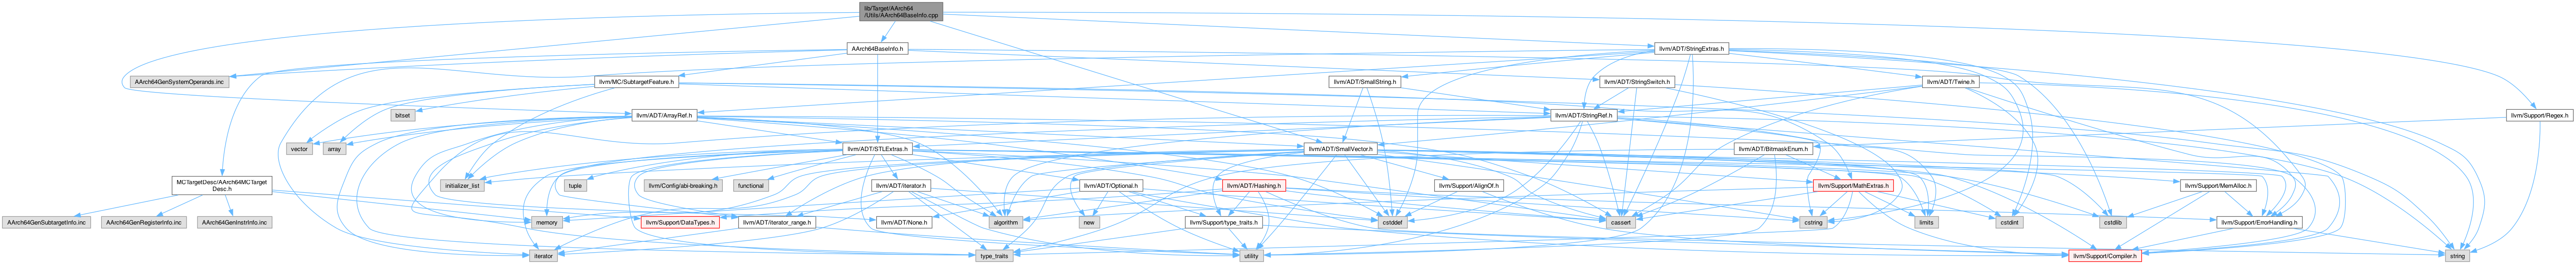 lib/Target/AArch64
/Utils/AArch64BaseInfo.cpp
AArch64BaseInfo.h
llvm/ADT/StringExtras.h
AArch64GenSystemOperands.inc
llvm/MC/SubtargetFeature.h
llvm/ADT/SmallString.h
llvm/ADT/StringSwitch.h
llvm/ADT/Twine.h
bitset
llvm/ADT/ArrayRef.h
llvm/ADT/StringRef.h
llvm/Support/Regex.h
vector
array
llvm/ADT/STLExtras.h
llvm/ADT/SmallVector.h
llvm/ADT/BitmaskEnum.h
MCTargetDesc/AArch64MCTarget
Desc.h
initializer_list
tuple
llvm/Config/abi-breaking.h
functional
llvm/ADT/iterator.h
llvm/ADT/Optional.h
llvm/ADT/Hashing.h
llvm/Support/AlignOf.h
llvm/Support/MathExtras.h
llvm/Support/MemAlloc.h
AArch64GenSubtargetInfo.inc
AArch64GenRegisterInfo.inc
AArch64GenInstrInfo.inc
memory
llvm/Support/DataTypes.h
llvm/ADT/iterator_range.h
llvm/ADT/None.h
algorithm
new
llvm/Support/type_traits.h
cstddef
cassert
cstring
limits
cstdint
cstdlib
llvm/Support/ErrorHandling.h
iterator
type_traits
utility
llvm/Support/Compiler.h
string